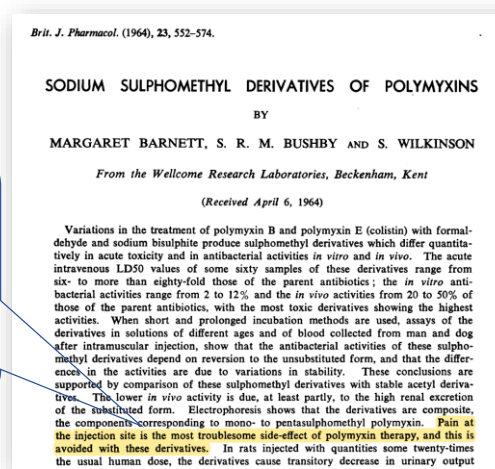 Brit. J. Pharmacol. (1964), 23, 552-574.
SODIUM SULPHOMETHYL DERIVATIVES OF POLYMYXINS
BY
MARGARET BARNETT, S. R. M. BUSHBY AND S. WILKINSON
From the Wellcome Research Laboratories, Beckenham, Kent
(Received April 6, 1964)
Variations in the treatment of polymyxin B and polymyxin E (colistin) with formal-
dehyde and sodium bisulphite produce sulphomethyl derivatives which differ quantita-
tively in acute toxicity and in antibacterial activities in vitro and in vivo. The acute
intravenous LD50 values of some sixty samples of these derivatives range from
six- to more than eighty-fold those of the parent antibiotics; the in vitro anti-
bacterial activities range from 2 to 12% and the in vivo activities from 20 to 50% of
those of the parent antibiotics, with the most toxic derivatives showing the highest
activities. When short and prolonged incubation methods are used, assays of the
derivatives in solutions of different ages and of blood collected from man and dog
after intramuscular injection, show that the antibacterial activities of these sulpho-
methyl derivatives depend on reversion to the unsubstituted form, and that the differ-
ences in the activities are due to variations in stability. These conclusions are
supported by comparison of these sulphomethyl derivatives with stable acetyl deriva-
tives. The lower in vivo activity is due, at least partly, to the high renal excretion
of the substituted form. Electrophoresis shows that the derivatives are composite,
the components corresponding to mono- to pentasulphomethyl polymyxin. Pain at
the injection site is the most troublesome side-effect of polymyxin therapy, and this is
avoided with these derivatives. In rats injected with quantities some twenty-times
the usual human dose, the derivatives cause transitory decrease in urinary output